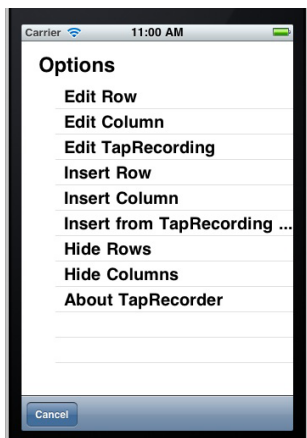 Carrier 11:00 AM
Options
Edit Row
Edit Column
Edit TapRecording
Insert Row
Insert Column
Insert from TapRecording ...
Hide Rows
Hide Columns
About TapRecorder
Cancel